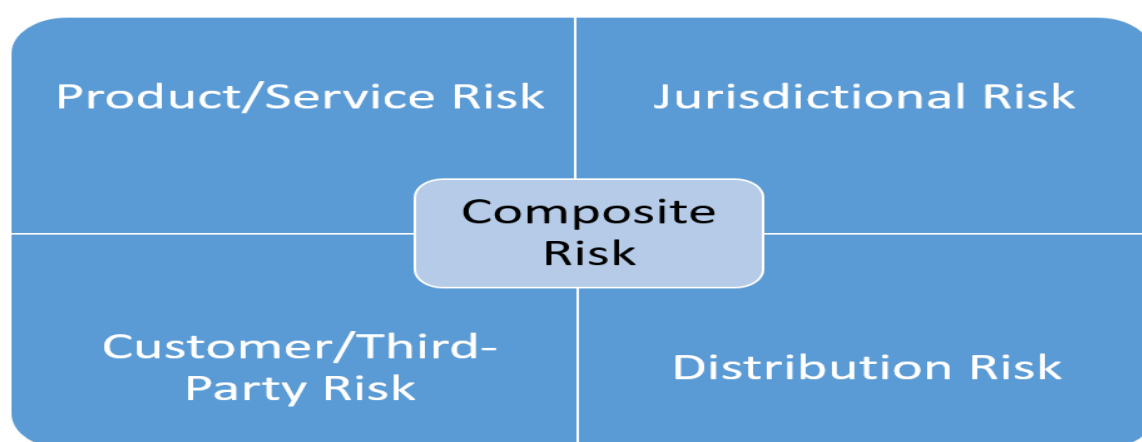 Product/Service Risk
Jurisdictional Risk
Composite
Risk
Customer/Third-
Party Risk
Distribution Risk